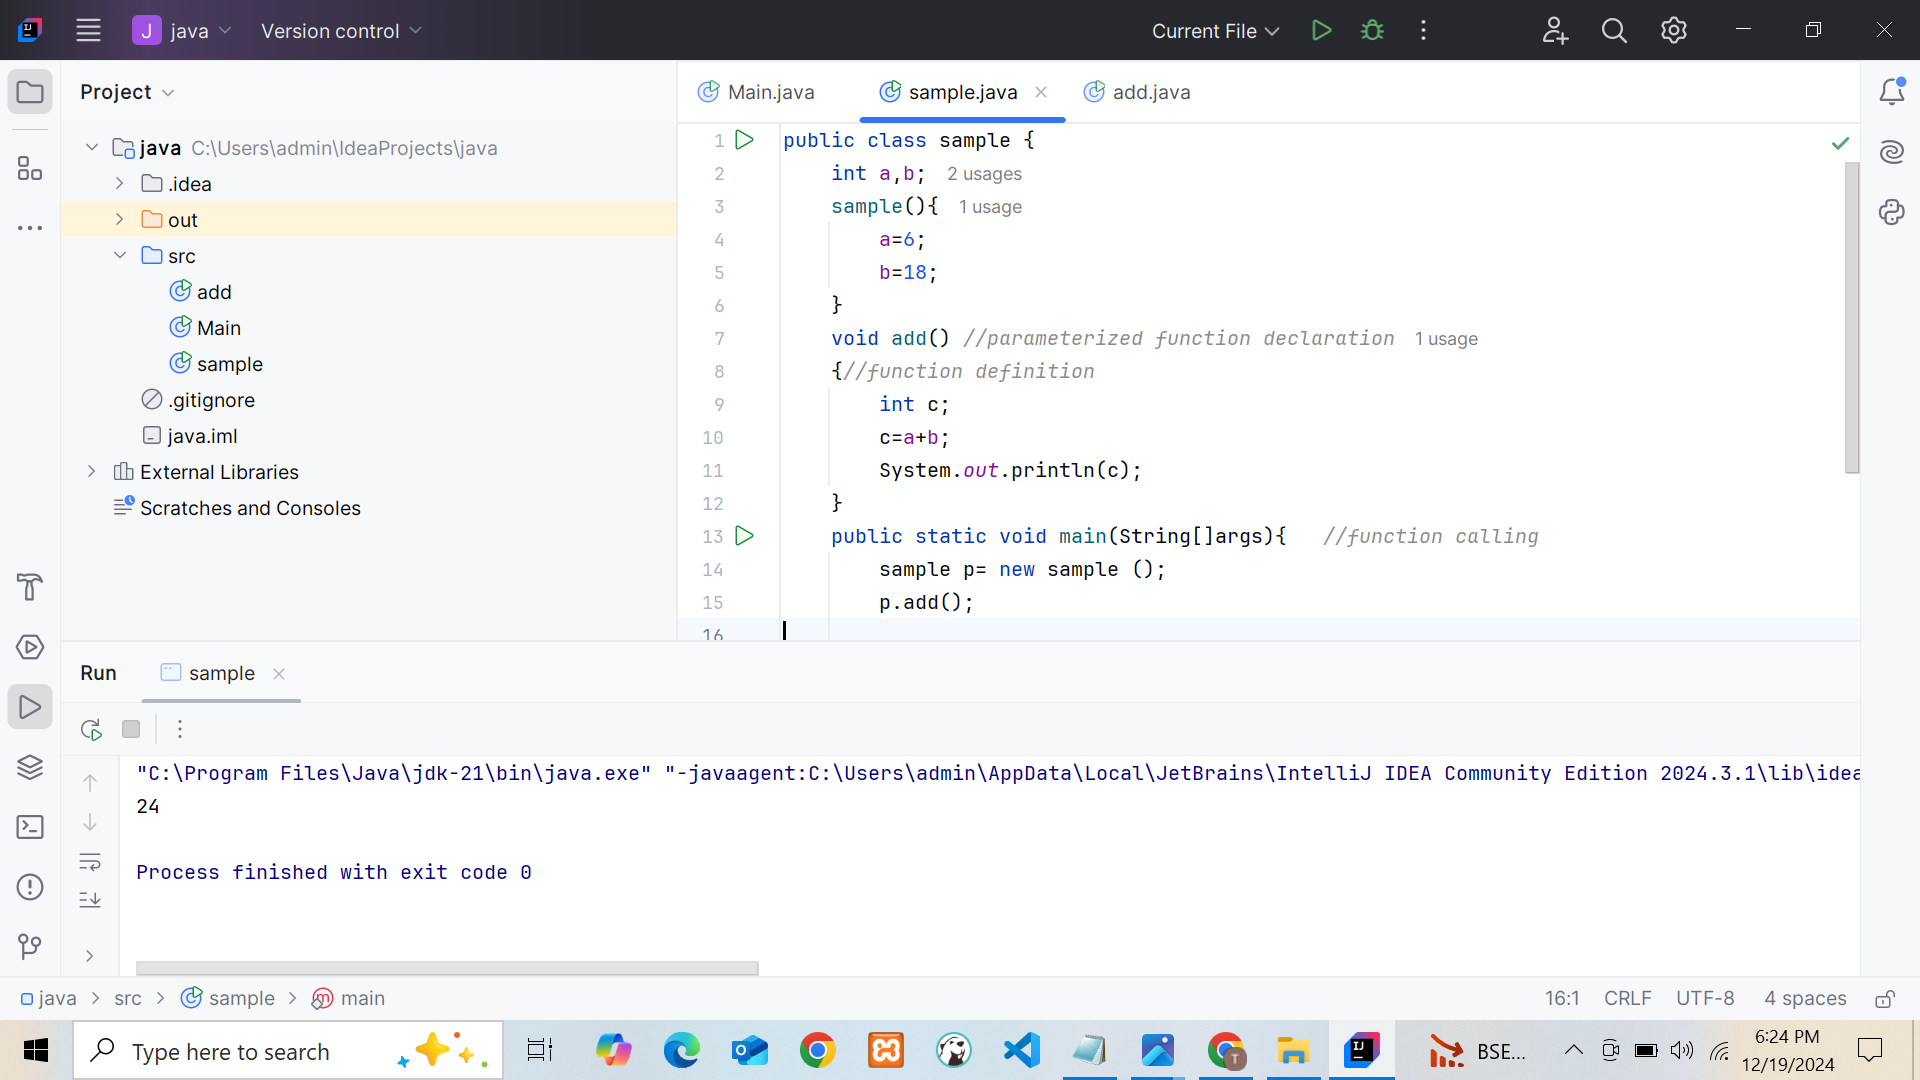 java Version control Current File
Project
Main.java sample.java add.java
java C:\Users\admin\IdeaProjects\java
.idea
out
src
add
Main
sample
.gitignore
java.iml
External Libraries
Scratches and Consoles
1 public class sample {
2 int a,b; 2 usages
3 sample(){ 1 usage
4 a=6;
5 b=18;
6 }
7 void add() //parameterized function declaration 1 usage
8 {//function definition
9 int c;
10 c=a+b;
11 System.out.println(c);
12 }
13 public static void main(String[]args){ //function calling
14 sample p= new sample ();
15 p.add();
16
Run sample
"C:\Program Files\Java\jdk-21\bin\java.exe" "-javaagent:C:\Users\admin\AppData\Local\JetBrains\IntelliJ IDEA Community Edition 2024.3.1\lib\idea
24
Process finished with exit code 0
java > src > sample > main 16:1 CRLF UTF-8 4 spaces
Type here to search BSE... 6:24 PM
12/19/2024